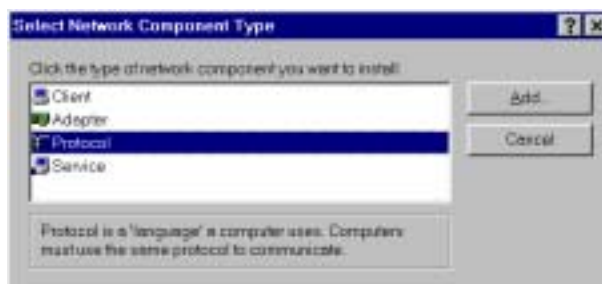 Select Network Component Type
Click the type of network component you want to install:
Client
Adapter
Protocol
Service
Add...
Cancel
Protocol is a 'language' a computer uses. Computers
must use the same protocol to communicate.